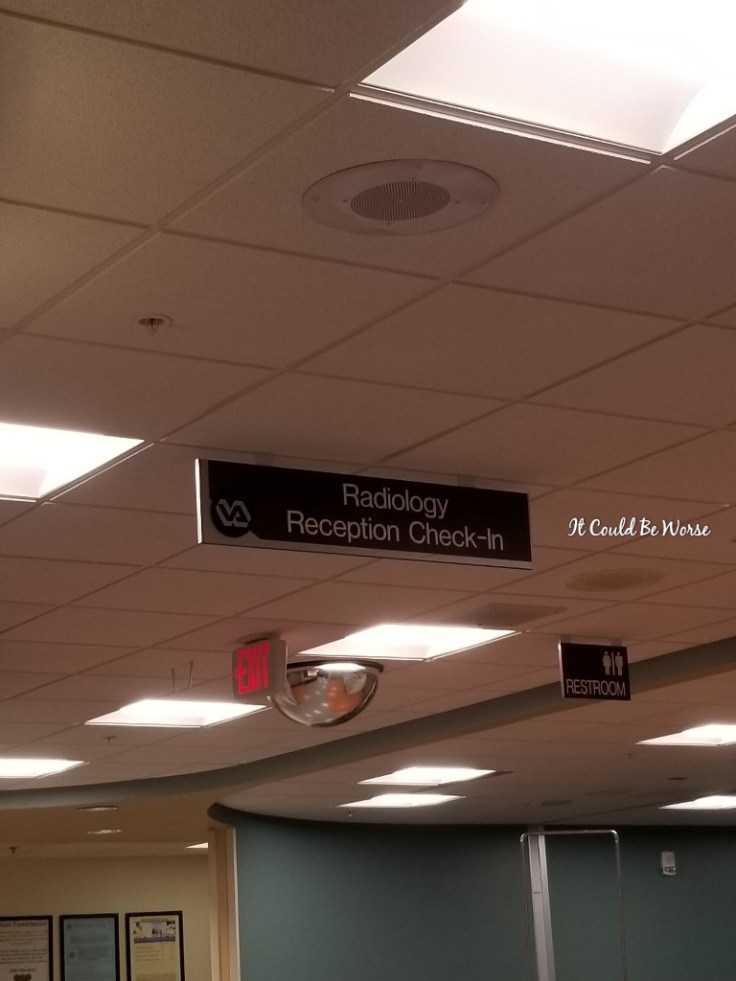 VA
Radiology
Reception Check-In
It Could Be Worse
EXIT
RESTROOM